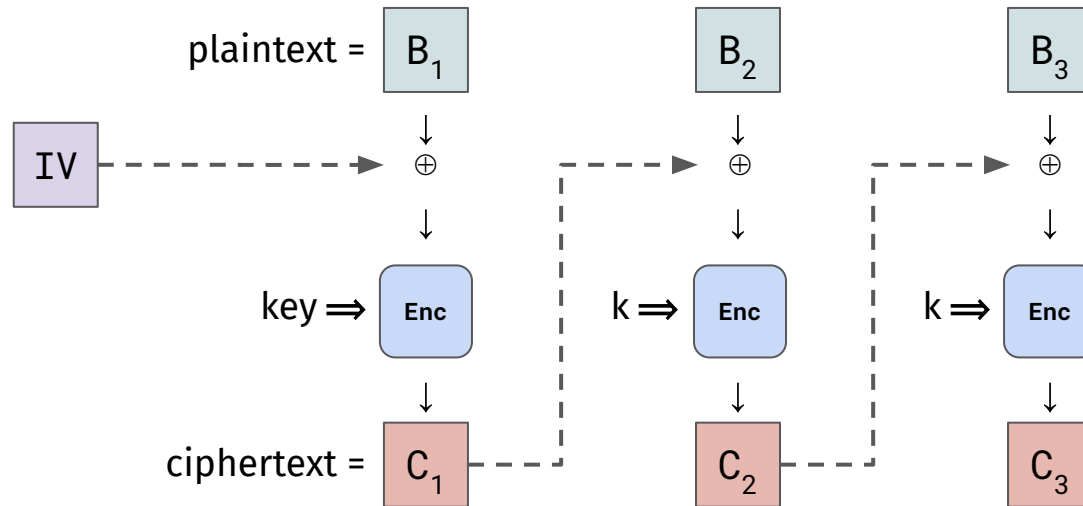 plaintext = B₁ B₂ B₃
↓ ↓ ↓
IV ⊕ ⊕ ⊕
↓ ↓ ↓
key ⇒ Enc k ⇒ Enc k ⇒ Enc
↓ ↓ ↓
ciphertext = C₁ C₂ C₃